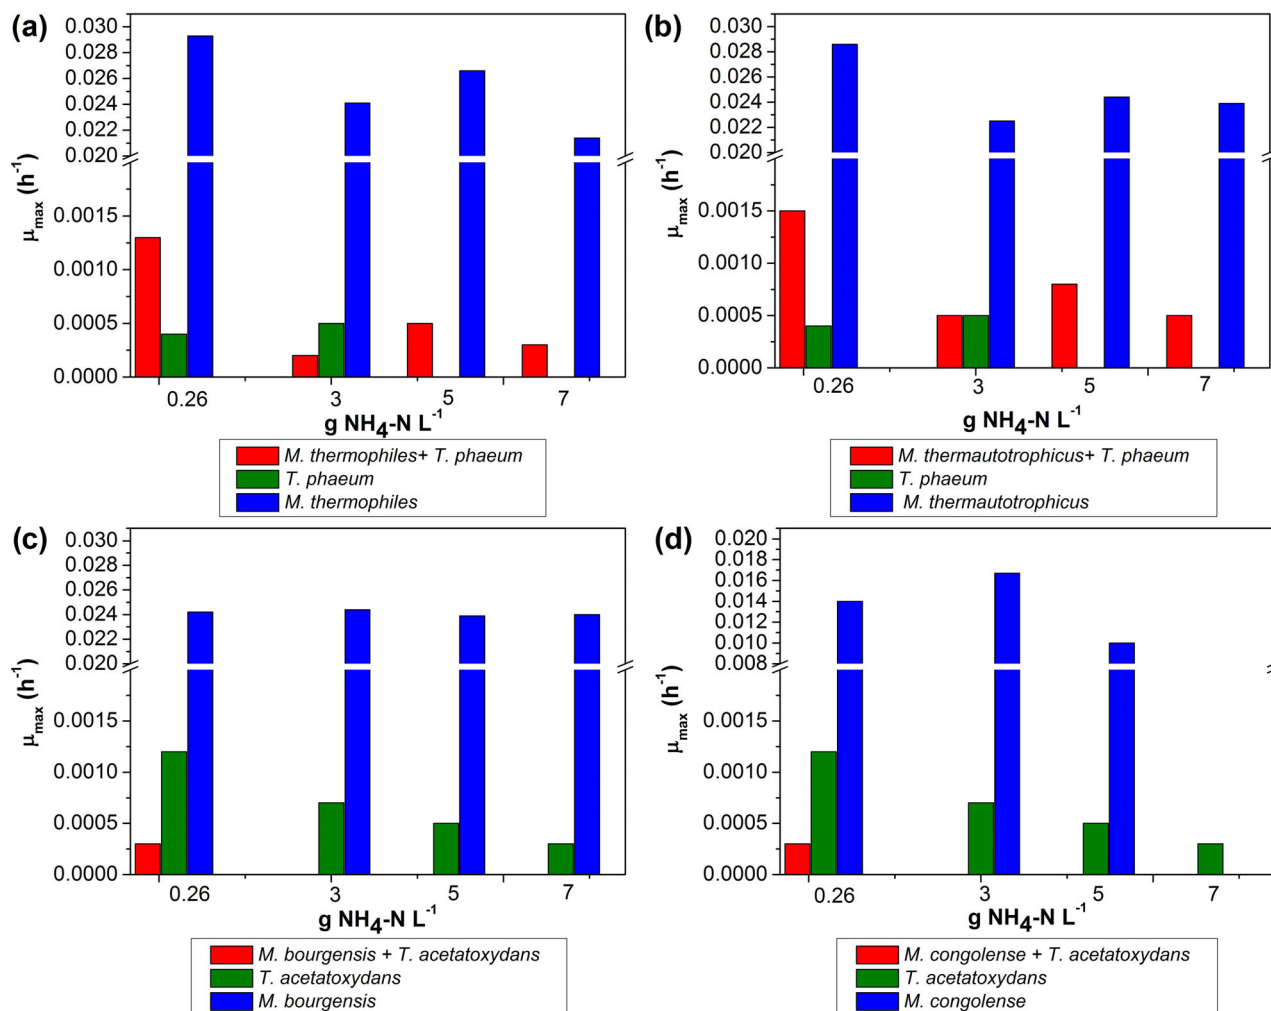 (a)
0.030
0.028
0.026
0.024
0.022
0.020
0.0015
0.0010
0.0005
0.0000
μmax (h-1)
0.26 3 5 7
g NH4-N L-1
M. thermophiles+ T. phaeum
T. phaeum
M. thermophiles
(b)
0.030
0.028
0.026
0.024
0.022
0.020
0.0015
0.0010
0.0005
0.0000
μmax (h-1)
0.26 3 5 7
g NH4-N L-1
M. thermautotrophicus+ T. phaeum
T. phaeum
M. thermautotrophicus
(c)
0.030
0.028
0.026
0.024
0.022
0.020
0.0015
0.0010
0.0005
0.0000
μmax (h-1)
0.26 3 5 7
g NH4-N L-1
M. bourgensis + T. acetatoxydans
T. acetatoxydans
M. bourgensis
(d)
0.020
0.018
0.016
0.014
0.012
0.010
0.008
0.0015
0.0010
0.0005
0.0000
μmax (h-1)
0.26 3 5 7
g NH4-N L-1
M. congolense + T. acetatoxydans
T. acetatoxydans
M. congolense